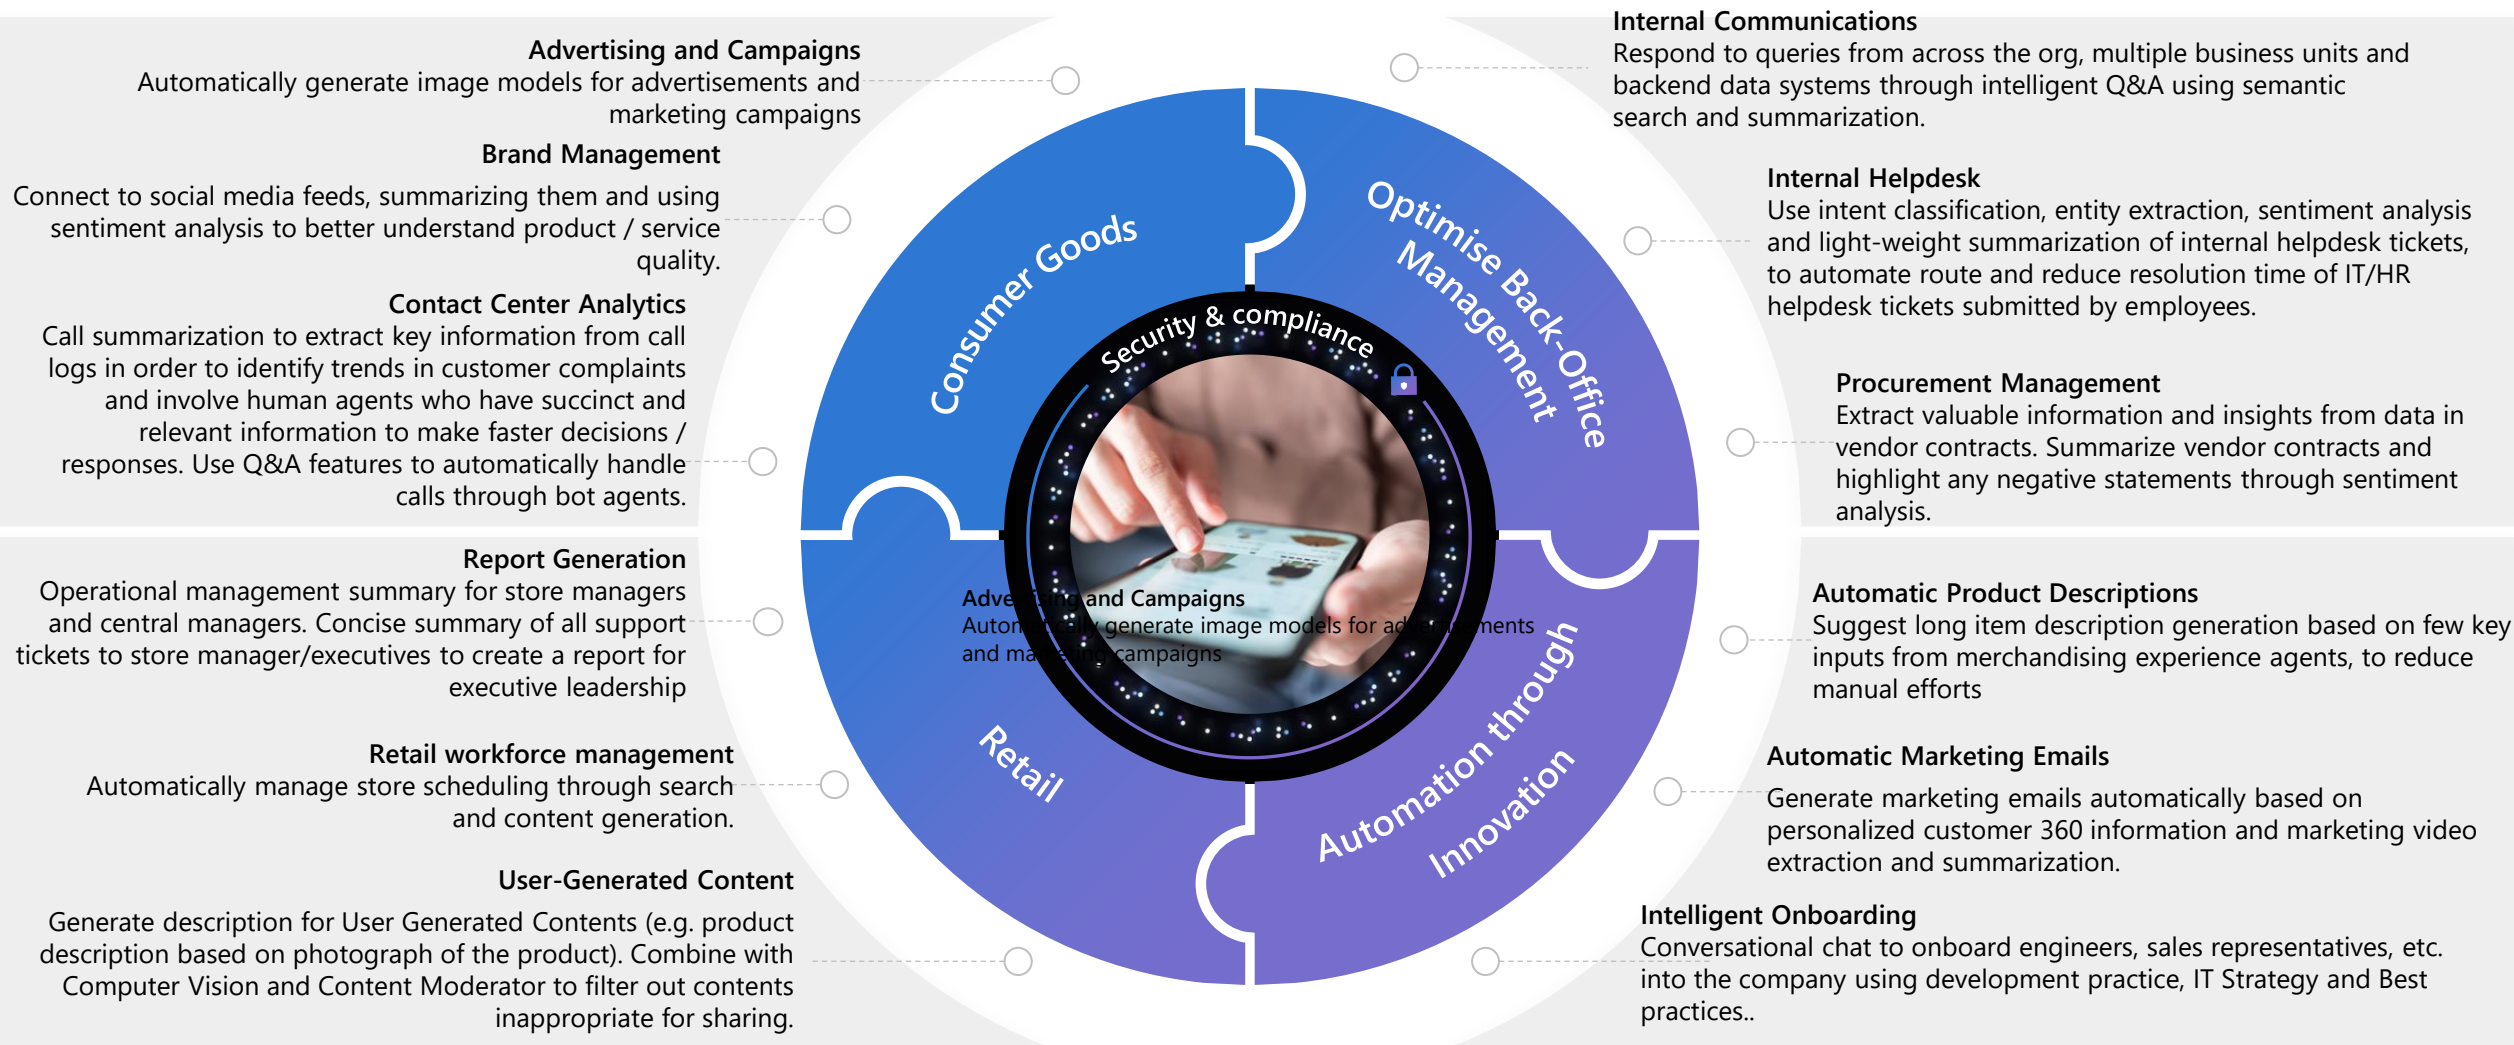 Advertising and Campaigns
Automatically generate image models for advertisements and
marketing campaigns
Brand Management
Connect to social media feeds, summarizing them and using
sentiment analysis to better understand product / service
quality.
Contact Center Analytics
Call summarization to extract key information from call
logs in order to identify trends in customer complaints
and involve human agents who have succinct and
relevant information to make faster decisions /
responses. Use Q&A features to automatically handle
calls through bot agents.
Report Generation
Operational management summary for store managers
and central managers. Concise summary of all support
tickets to store manager/executives to create a report for
executive leadership
Retail workforce management
Automatically manage store scheduling through search
and content generation.
User-Generated Content
Generate description for User Generated Contents (e.g. product
description based on photograph of the product). Combine with
Computer Vision and Content Moderator to filter out contents
inappropriate for sharing.
Consumer Goods
Optimise Back-Office
Management
Security & compliance
Advertising and Campaigns
Automatically generate image models for advertisements
and marketing campaigns
Retail
Automation through
Innovation
Internal Communications
Respond to queries from across the org, multiple business units and
backend data systems through intelligent Q&A using semantic
search and summarization.
Internal Helpdesk
Use intent classification, entity extraction, sentiment analysis
and light-weight summarization of internal helpdesk tickets,
to automate route and reduce resolution time of IT/HR
helpdesk tickets submitted by employees.
Procurement Management
Extract valuable information and insights from data in
vendor contracts. Summarize vendor contracts and
highlight any negative statements through sentiment
analysis.
Automatic Product Descriptions
Suggest long item description generation based on few key
inputs from merchandising experience agents, to reduce
manual efforts
Automatic Marketing Emails
Generate marketing emails automatically based on
personalized customer 360 information and marketing video
extraction and summarization.
Intelligent Onboarding
Conversational chat to onboard engineers, sales representatives, etc.
into the company using development practice, IT Strategy and Best
practices..